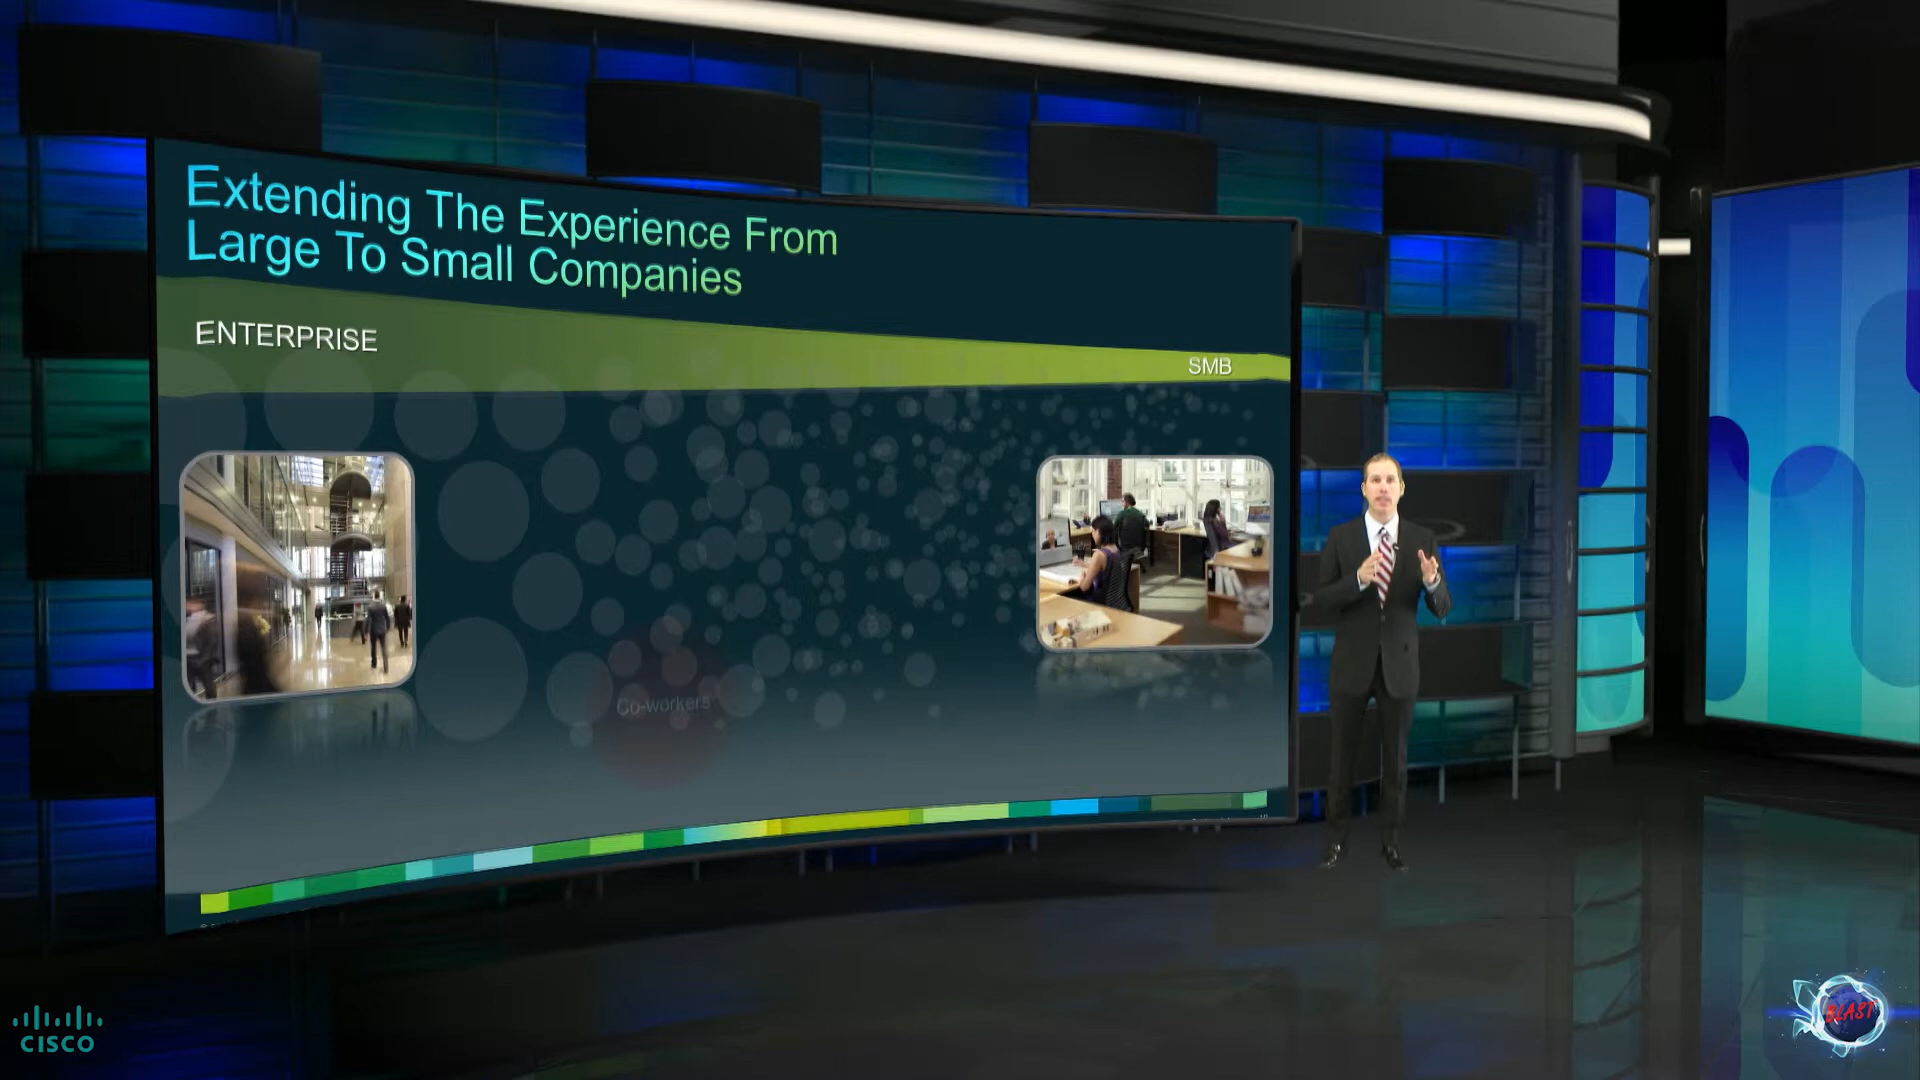 Extending The Experience From
Large To Small Companies
ENTERPRISE
SMB
Co-workers
CISCO
BLAST